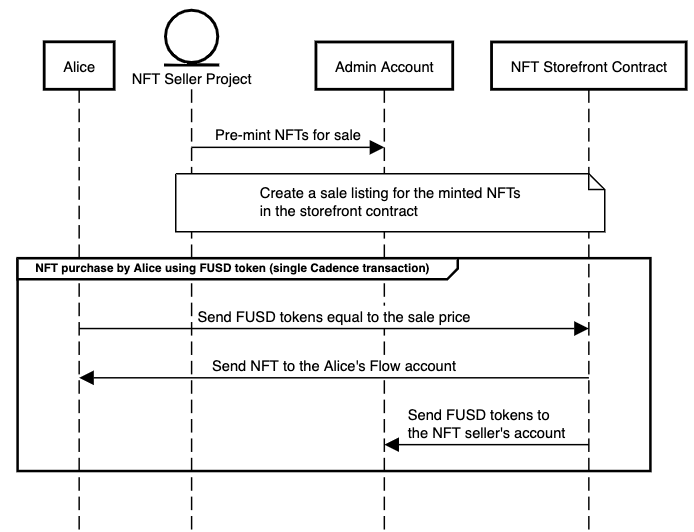 Alice
NFT Seller Project
Admin Account
NFT Storefront Contract
Pre-mint NFTs for sale
Create a sale listing for the minted NFTs
in the storefront contract
NFT purchase by Alice using FUSD token (single Cadence transaction)
Send FUSD tokens equal to the sale price
Send NFT to the Alice's Flow account
Send FUSD tokens to
the NFT seller's account